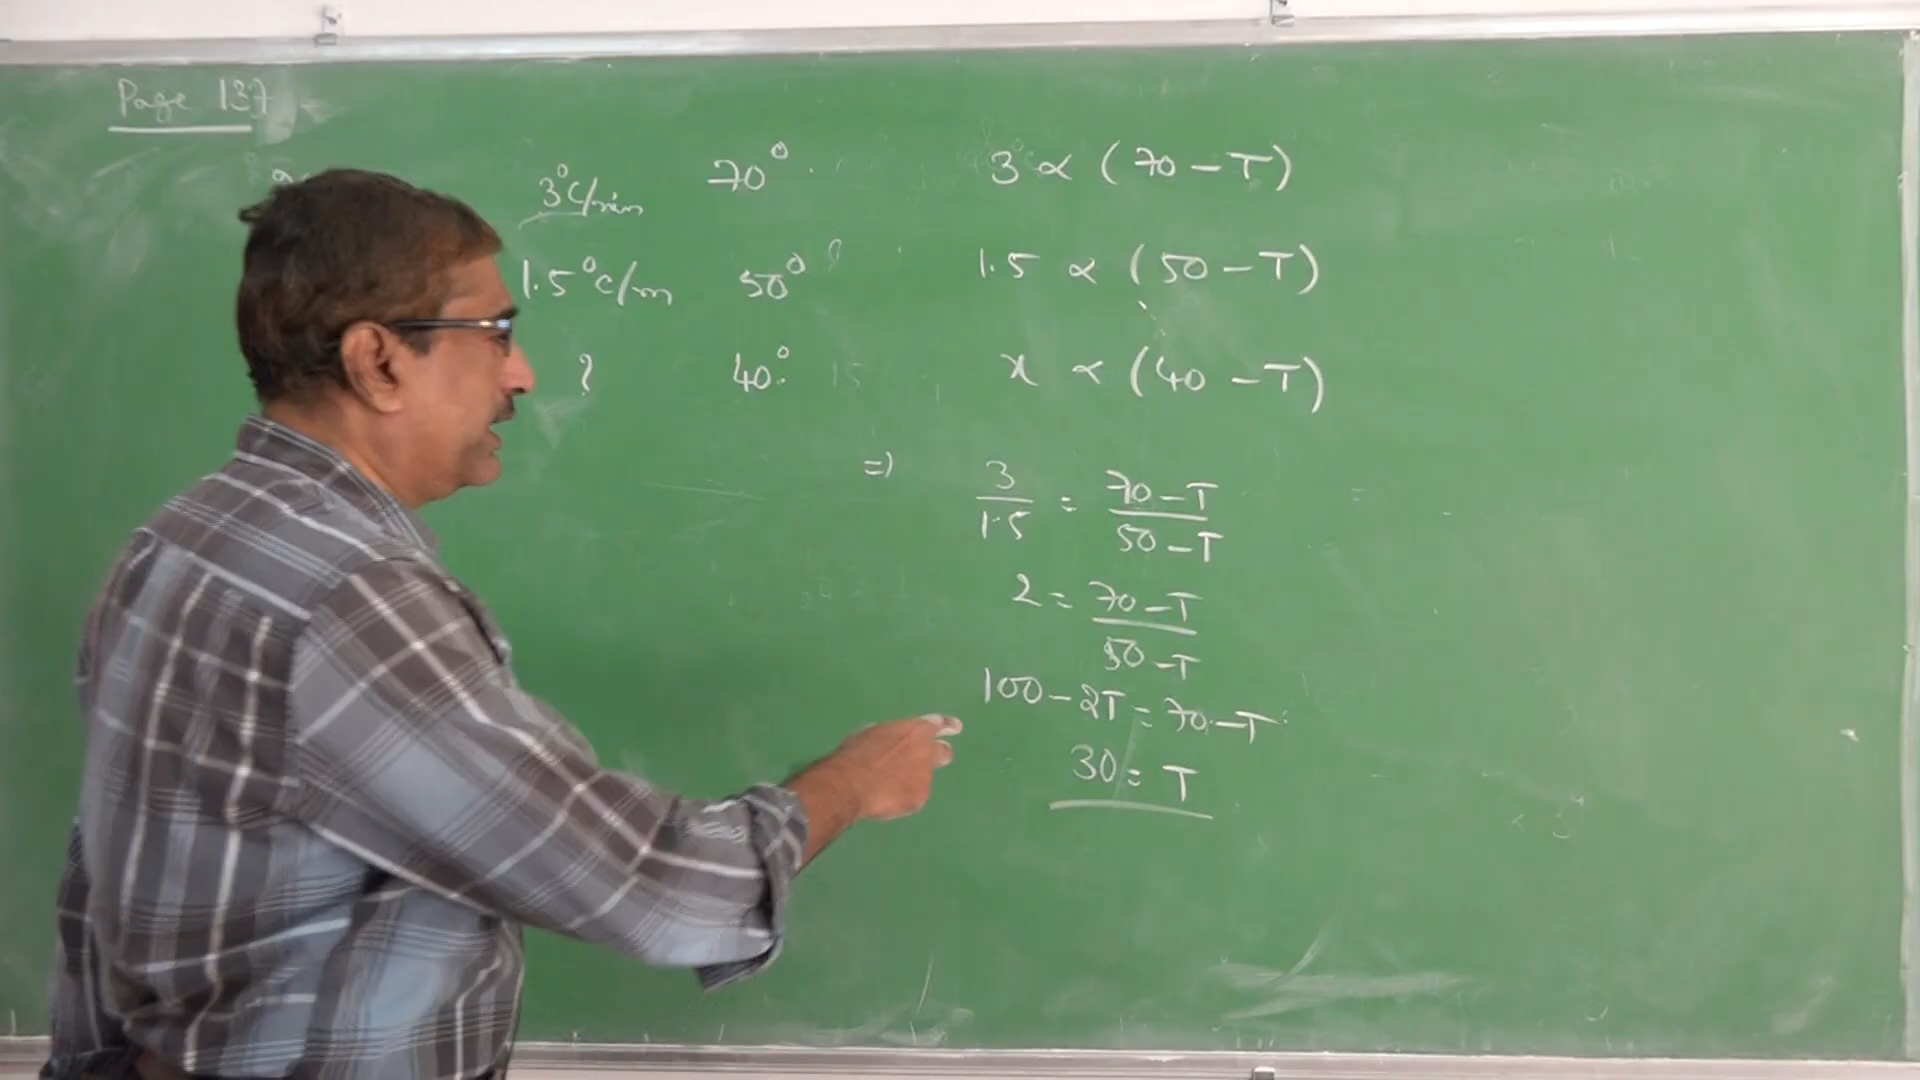 Page 137
3°C/min 70° 3 ∝ (70 - T)
1.5°C/m 50° 1.5 ∝ (50 - T)
? 40° x ∝ (40 - T)
=> 3/1.5 = 70-T/50-T
2 = 70-T/50-T
100 - 2T = 70 - T
30 = T